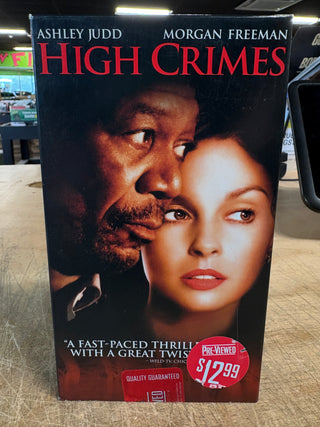 ASHLEY JUDD MORGAN FREEMAN
HIGH CRIMES
"A FAST-PACED THRILL
WITH A GREAT TWIS
PRE-VIEWED
$12.99
QUALITY GUARANTEED